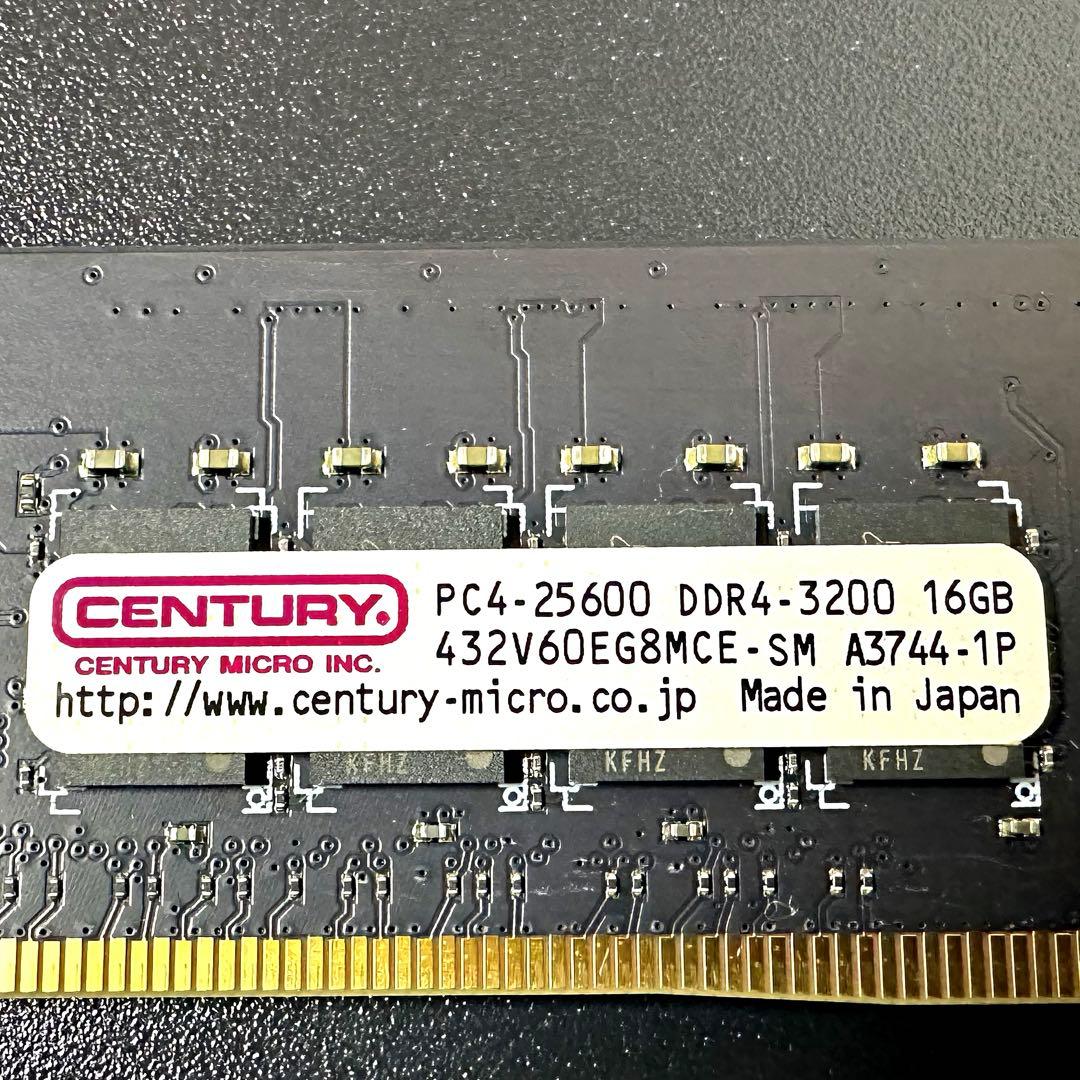 CENTURY®
CENTURY MICRO INC.
PC4-25600 DDR4-3200 16GB
432V60EG8MCE-SM A3744-1P
http://www.century-micro.co.jp Made in Japan
KFHZ
KFHZ
KFHZ